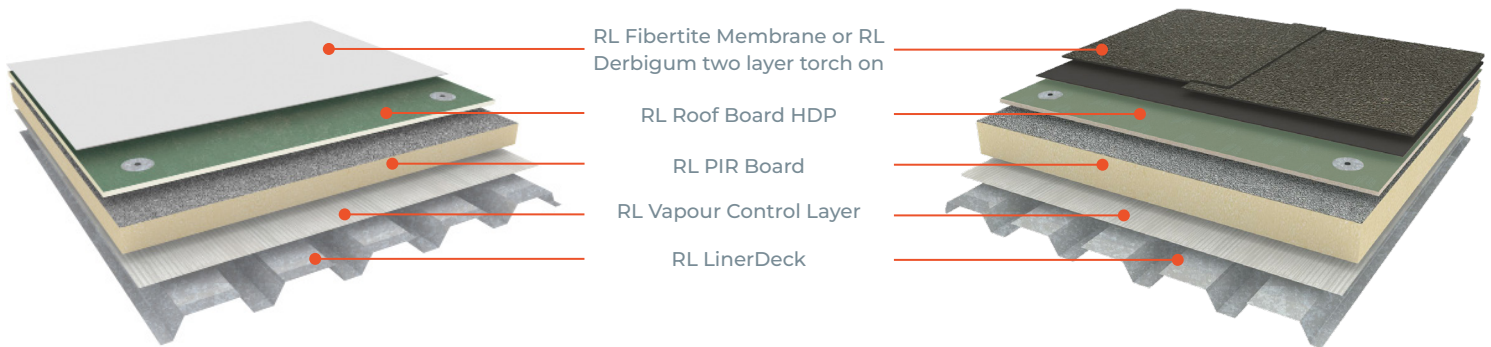 RL Fibertite Membrane or RL
Derbigum two layer torch on
RL Roof Board HDP
RL PIR Board
RL Vapour Control Layer
RL LinerDeck